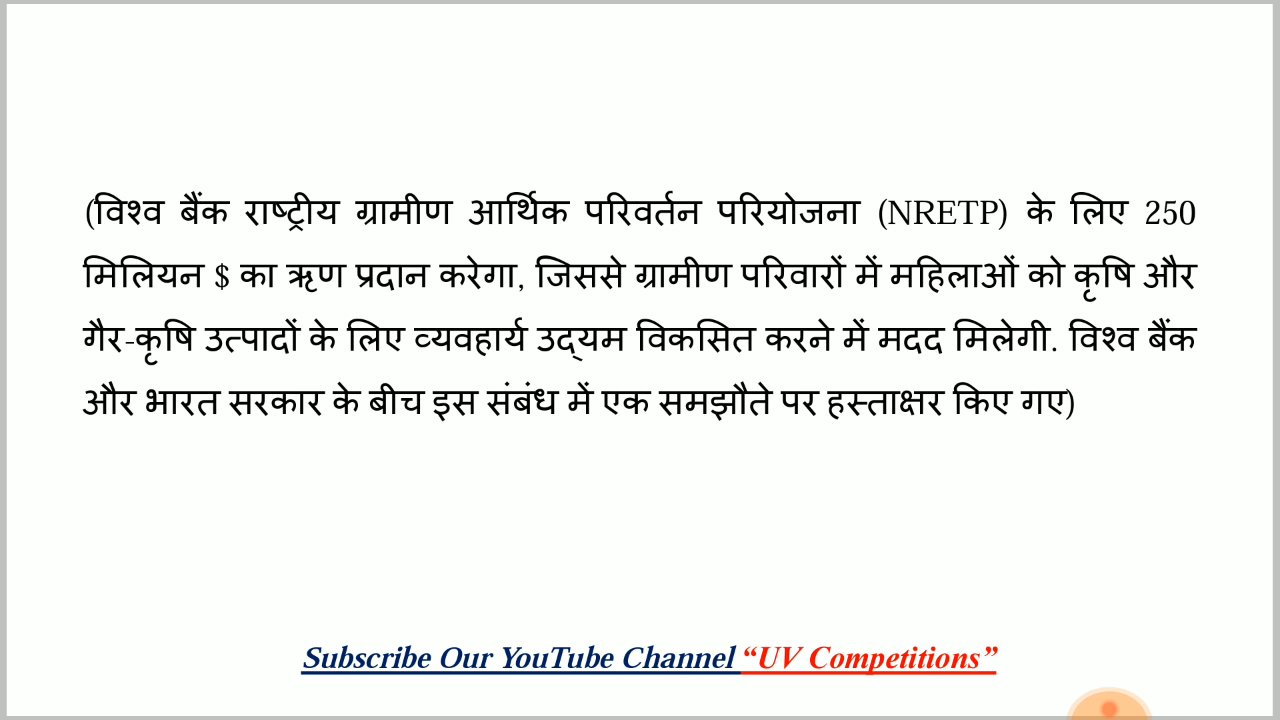 (विश्व बैंक राष्ट्रीय ग्रामीण आर्थिक परिवर्तन परियोजना (NRETP) के लिए 250
मिलियन $ का ऋण प्रदान करेगा, जिससे ग्रामीण परिवारों में महिलाओं को कृषि और
गैर-कृषि उत्पादों के लिए व्यवहार्य उद्यम विकसित करने में मदद मिलेगी. विश्व बैंक
और भारत सरकार के बीच इस संबंध में एक समझौते पर हस्ताक्षर किए गए)
Subscribe Our YouTube Channel “UV Competitions”